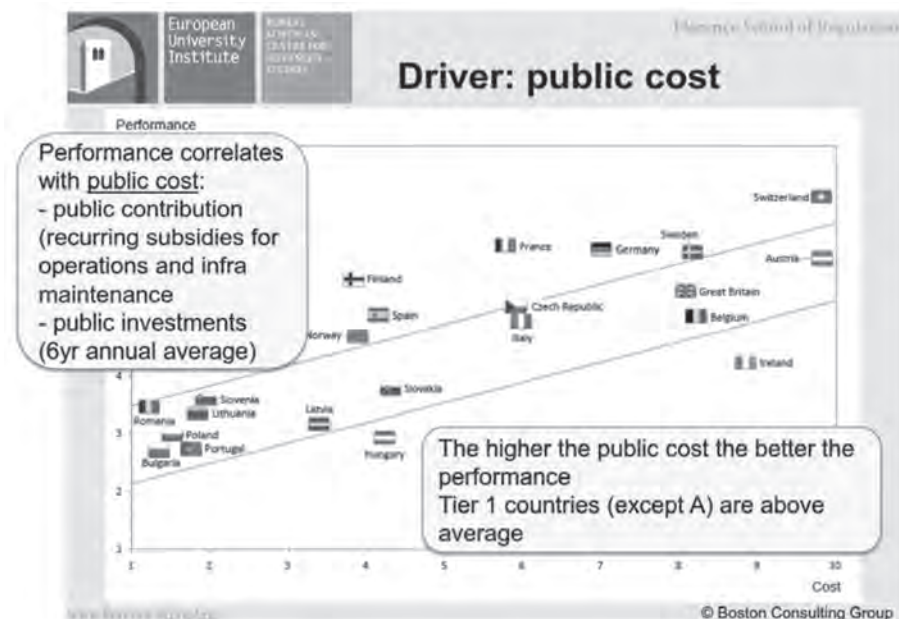 European
University
Institute
Driver: public cost
Performance
Performance correlates
with public cost:
- public contribution
(recurring subsidies for
operations and infra
maintenance
- public investments
(6yr annual average)
Switzerland
Sweden
France
Germany
Austria
Finland
Great Britain
Spain
Czech Republic
Belgium
Norway
Italy
Ireland
4
Slovakia
Slovenia
Romania
Lithuania
Latvia
3
Poland
Portugal
Bulgaria
Hungary
The higher the public cost the better the
performance
Tier 1 countries (except A) are above
average
2
1
1 2 3 4 5 6 7 8 9 10
Cost
© Boston Consulting Group